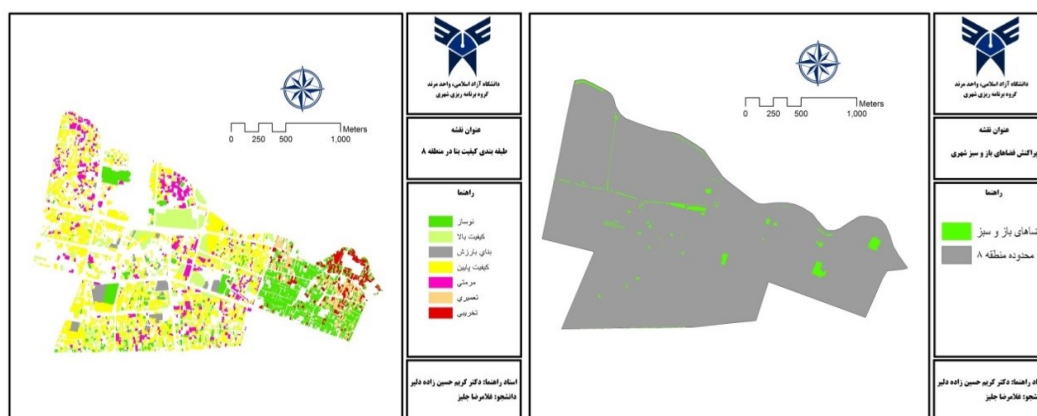 دانشگاه آزاد اسلامی، واحد مرند
گروه برنامه ریزی شهری
Meters
0 250 500 1,000
عنوان نقشه
طبقه بندی کیفیت بنا در منطقه ۸
راهنما
نوساز
کیفیت بالا
بنای بارزش
کیفیت پایین
مرمتی
تعمیری
تخریبی
استاد راهنما: دکتر کریم حسین زاده دلیر
دانشجو: غلامرضا جلیز
دانشگاه آزاد اسلامی، واحد مرند
گروه برنامه ریزی شهری
Meters
0 250 500 1,000
عنوان نقشه
پراکنش فضاهای باز و سبز شهری
راهنما
ضاهای باز و سبز
محدوده منطقه ۸
اد راهنما: دکتر کریم حسین زاده دلیر
شجو: غلامرضا جلیز